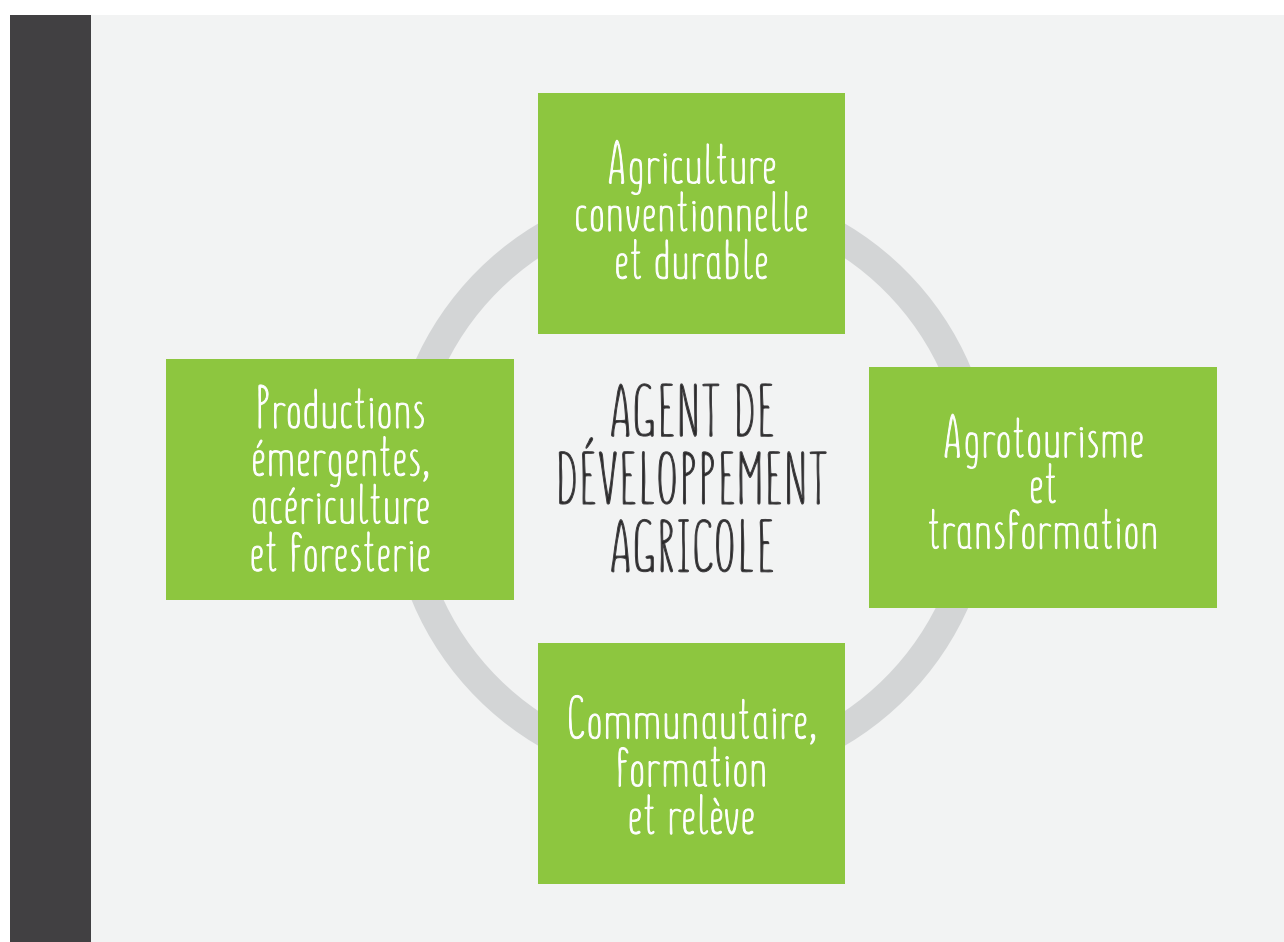 Agriculture
conventionnelle
et durable
Productions
émergentes,
acériculture
et foresterie
AGENT DE
DÉVELOPPEMENT
AGRICOLE
Agrotourisme
et
transformation
Communautaire,
formation
et relève